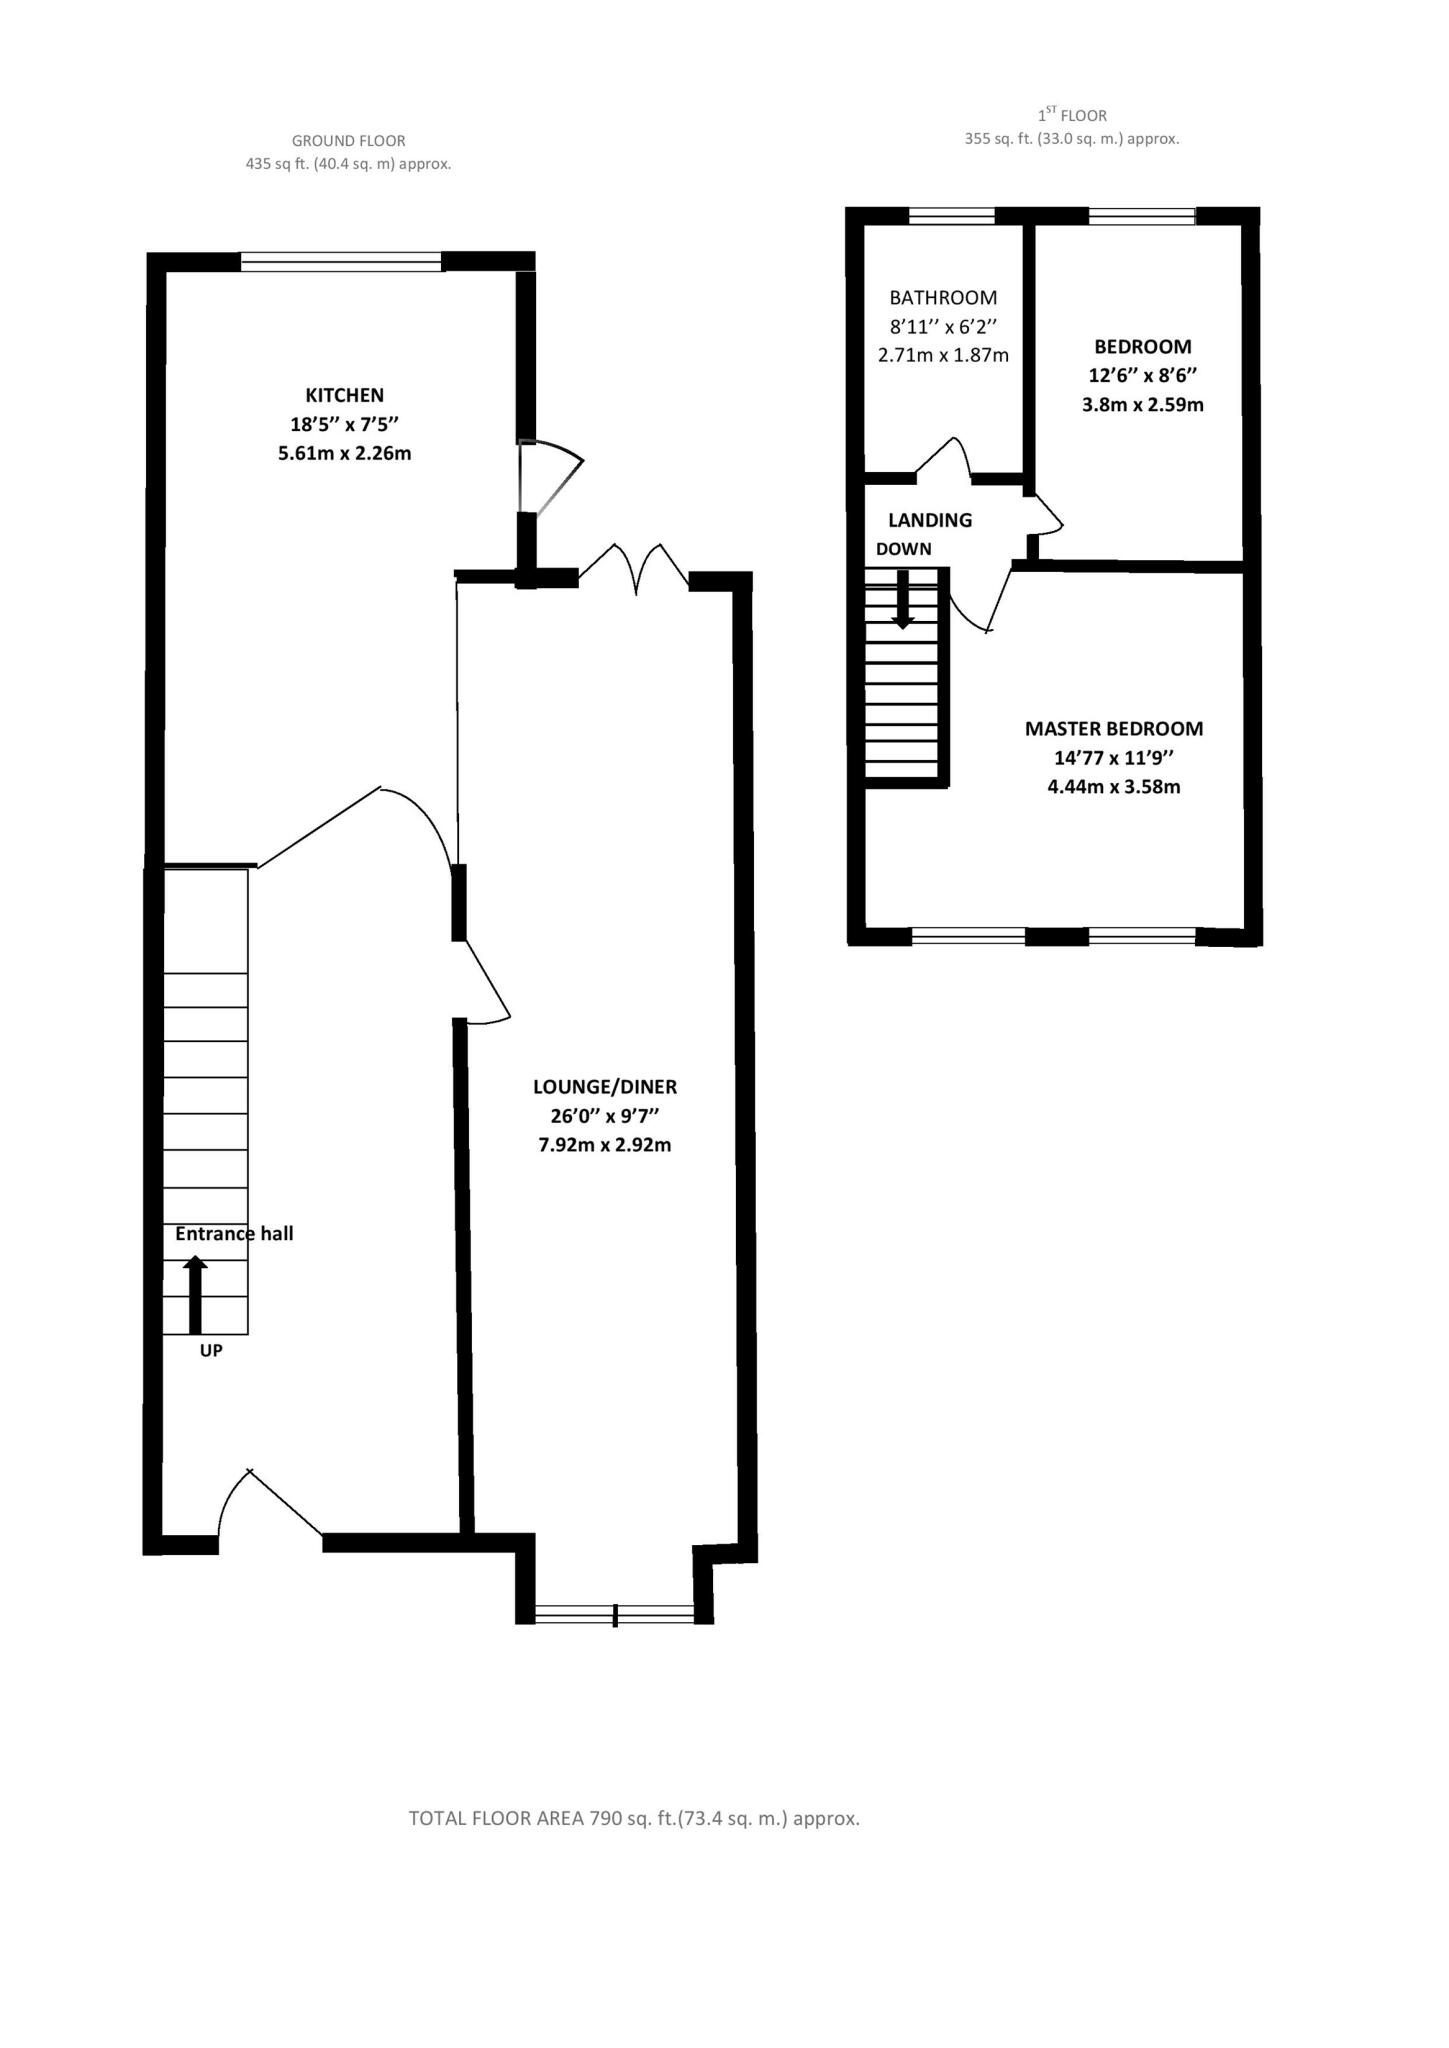 GROUND FLOOR
435 sq ft. (40.4 sq. m) approx.
1ST FLOOR
355 sq. ft. (33.0 sq. m.) approx.
KITCHEN
18’5’’ x 7’5’’
5.61m x 2.26m
BATHROOM
8’11’’ x 6’2’’
2.71m x 1.87m
BEDROOM
12’6’’ x 8’6’’
3.8m x 2.59m
LANDING
DOWN
MASTER BEDROOM
14’77 x 11’9’’
4.44m x 3.58m
LOUNGE/DINER
26’0’’ x 9’7’’
7.92m x 2.92m
Entrance hall
UP
TOTAL FLOOR AREA 790 sq. ft.(73.4 sq. m.) approx.